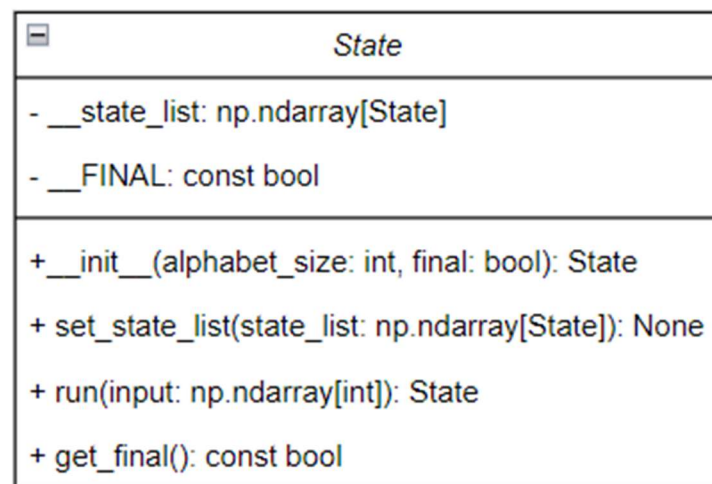 State
- __state_list: np.ndarray[State]
- __FINAL: const bool
+__init__(alphabet_size: int, final: bool): State
+ set_state_list(state_list: np.ndarray[State]): None
+ run(input: np.ndarray[int]): State
+ get_final(): const bool